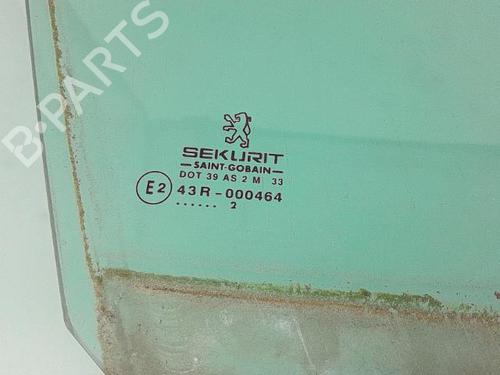 B-PARTS
SEKURIT
SAINT-GOBAIN
DOT 39 AS 2 M 33
E2 43R-000464
...... 2